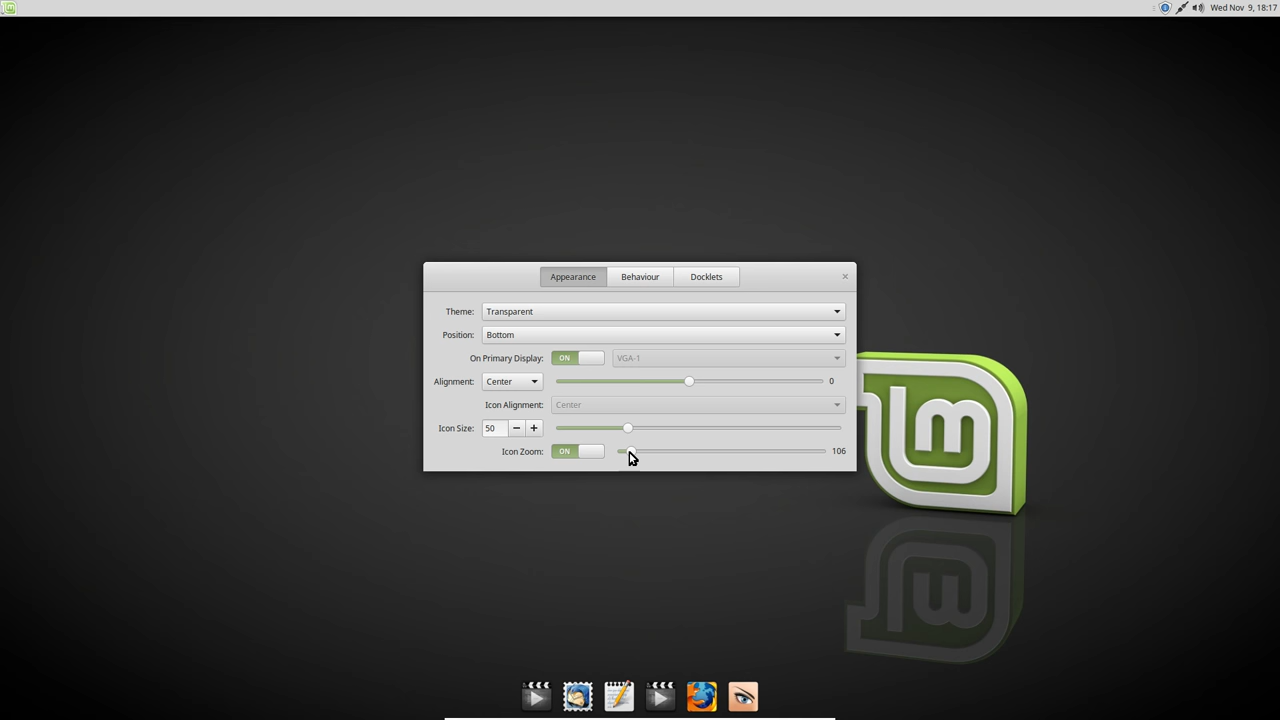 Wed Nov 9, 18:17
Appearance Behaviour Docklets ×
Theme: Transparent
Position: Bottom
On Primary Display: ON VGA-1
Alignment: Center 0
Icon Alignment: Center
Icon Size: 50 − +
Icon Zoom: ON 106